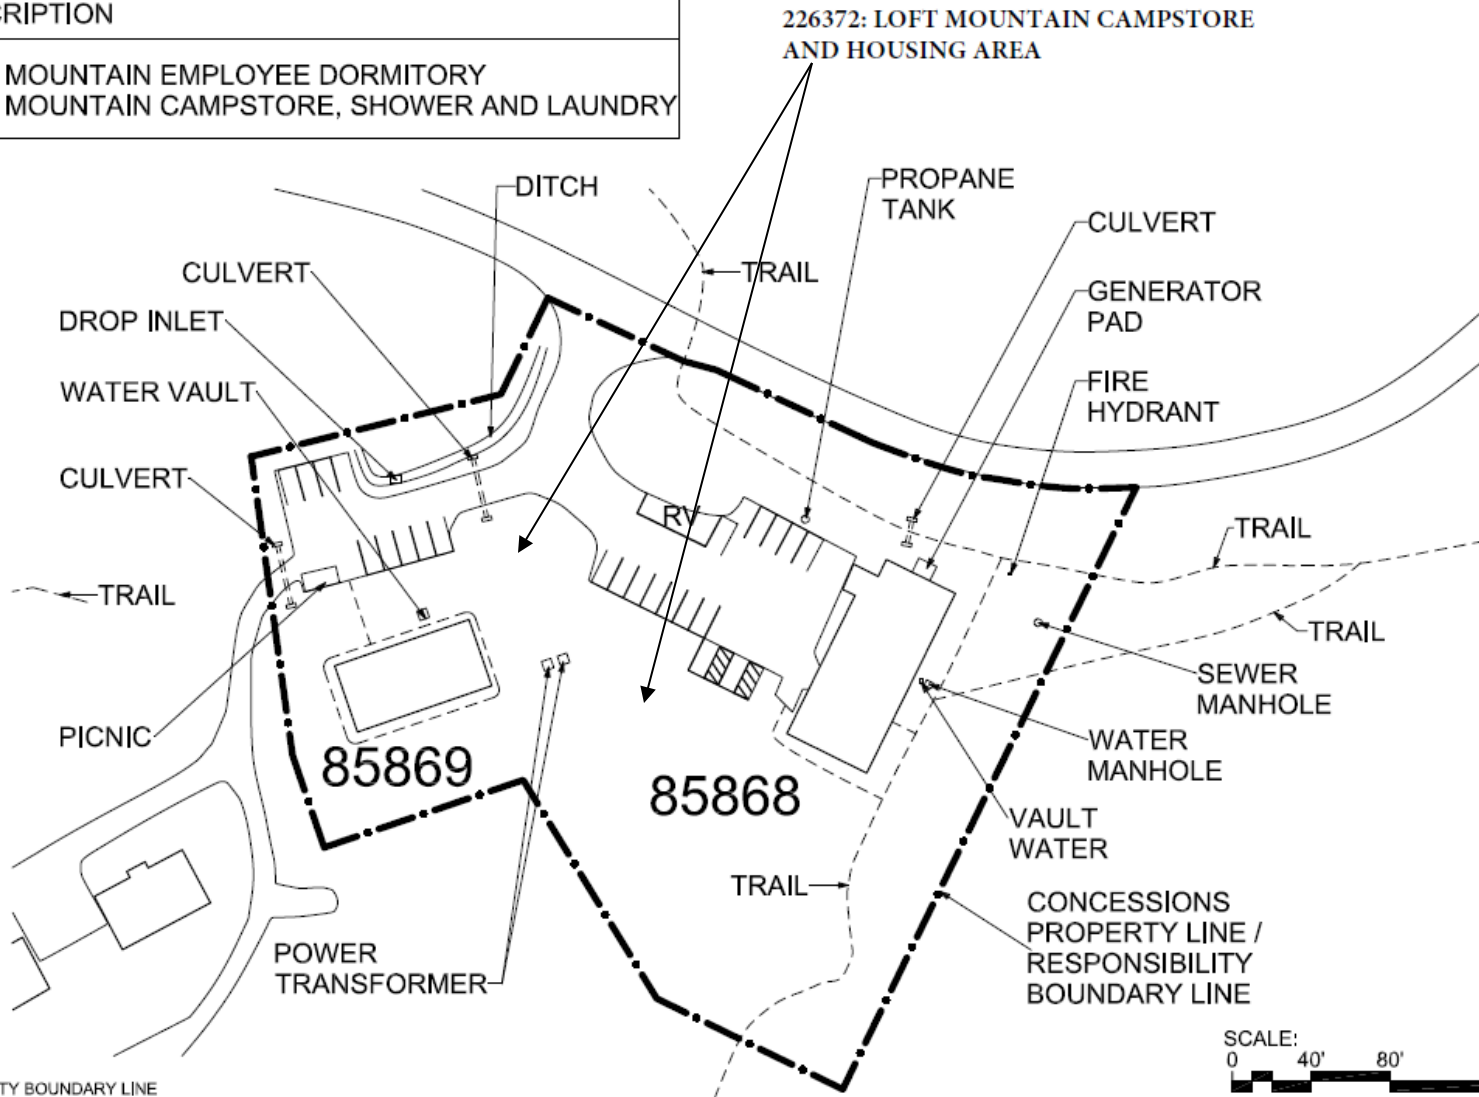 CRIPTION
MOUNTAIN EMPLOYEE DORMITORY
MOUNTAIN CAMPSTORE, SHOWER AND LAUNDRY
226372: LOFT MOUNTAIN CAMPSTORE
AND HOUSING AREA
DITCH
PROPANE
TANK
CULVERT
CULVERT
TRAIL
GENERATOR
PAD
DROP INLET
WATER VAULT
FIRE
HYDRANT
CULVERT
RV
TRAIL
TRAIL
TRAIL
SEWER
MANHOLE
PICNIC
WATER
MANHOLE
85869
85868
VAULT
WATER
TRAIL
CONCESSIONS
PROPERTY LINE /
RESPONSIBILITY
BOUNDARY LINE
POWER
TRANSFORMER
SCALE:
0 40' 80'
TY BOUNDARY LINE